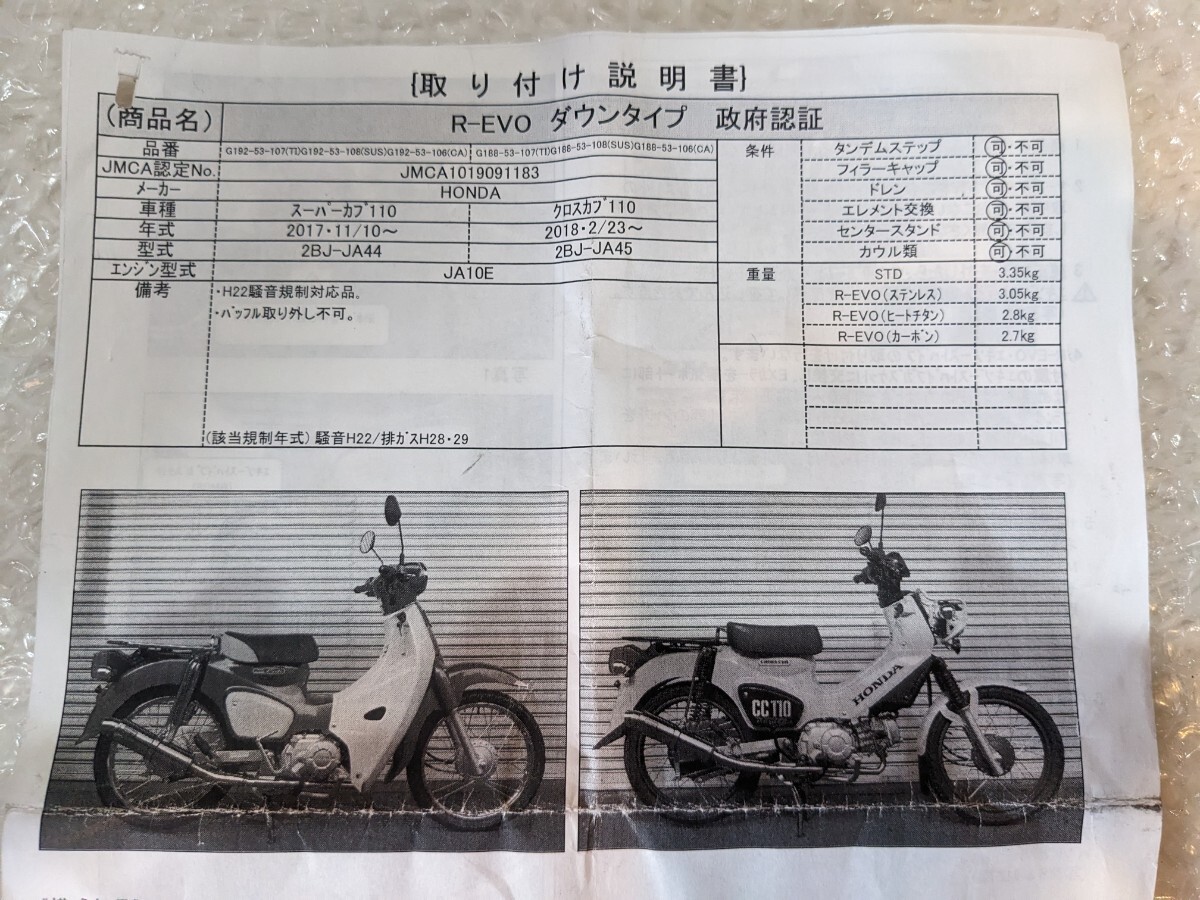 {取り付け説明書}
(商品名) R-EVO ダウンタイプ 政府認証
品番 G192-53-107(TI)G192-53-108(SUS)G192-53-106(CA) G188-53-107(TI)G188-53-108(SUS)G188-53-106(CA)
JMCA認定No. JMCA1019091183
メーカー HONDA
車種 スーパーカブ110 クロスカブ110
年式 2017・11/10～ 2018・2/23～
型式 2BJ-JA44 2BJ-JA45
エンジン型式 JA10E
備考 ・H22騒音規制対応品。
・バッフル取り外し不可。
(該当規制年式) 騒音H22/排ガスH28・29
条件 タンデムステップ 可・不可
フィラーキャップ 可・不可
ドレン 可・不可
エレメント交換 可・不可
センタースタンド 可・不可
カウル類 可・不可
重量 STD 3.35kg
R-EVO(ステンレス) 3.05kg
R-EVO(ヒートチタン) 2.8kg
R-EVO(カーボン) 2.7kg
CC110
HONDA